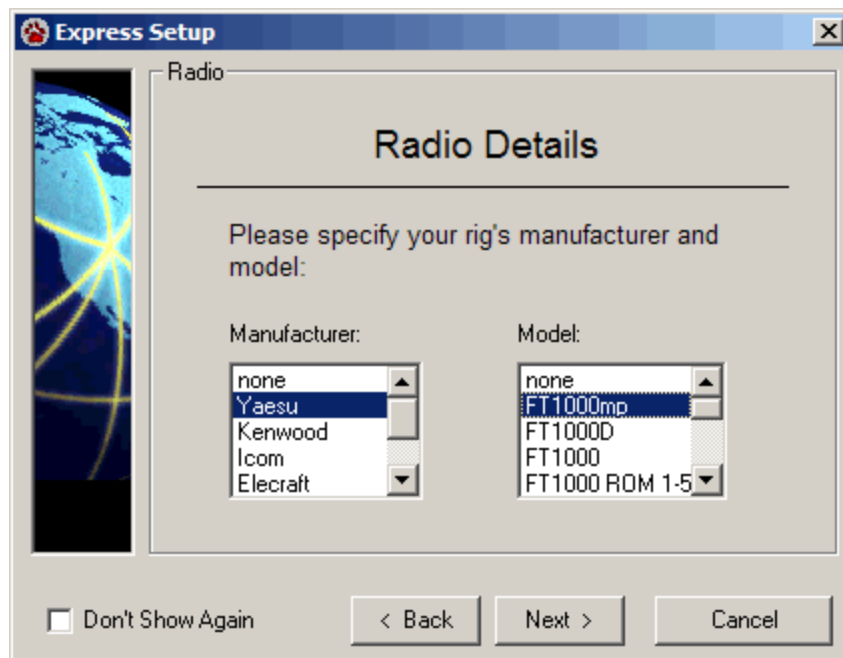 Express Setup
Radio
Radio Details
Please specify your rig's manufacturer and
model:
Manufacturer:
none
Yaesu
Kenwood
Icom
Elecraft
Model:
none
FT1000mp
FT1000D
FT1000
FT1000 ROM 1-5
Don't Show Again
< Back
Next >
Cancel